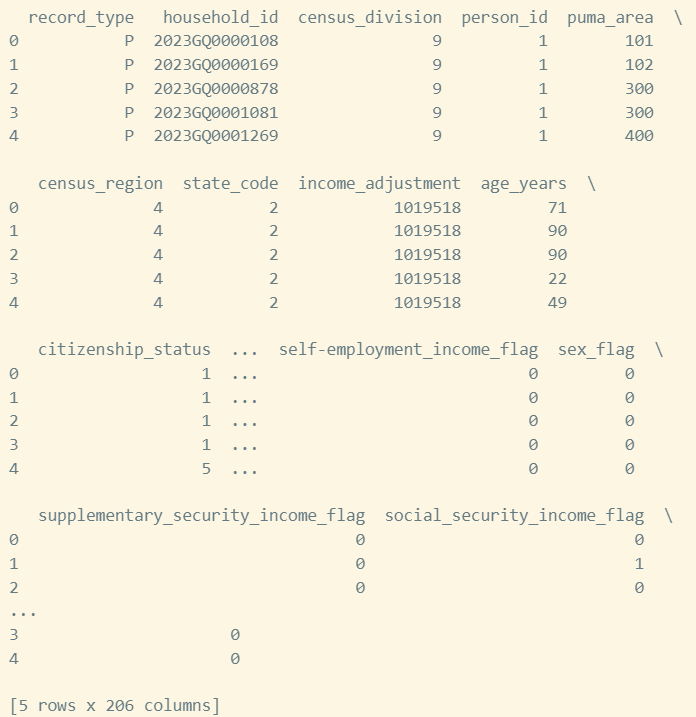 record_type   household_id  census_division  person_id  puma_area  \
0           P  2023GQ0000108                9          1        101
1           P  2023GQ0000169                9          1        102
2           P  2023GQ0000878                9          1        300
3           P  2023GQ0001081                9          1        300
4           P  2023GQ0001269                9          1        400

   census_region  state_code  income_adjustment  age_years  \
0              4           2            1019518         71
1              4           2            1019518         90
2              4           2            1019518         90
3              4           2            1019518         22
4              4           2            1019518         49

   citizenship_status  ...  self-employment_income_flag  sex_flag  \
0                   1  ...                            0         0
1                   1  ...                            0         0
2                   1  ...                            0         0
3                   1  ...                            0         0
4                   5  ...                            0         0

   supplementary_security_income_flag  social_security_income_flag  \
0                                   0                            0
1                                   0                            1
2                                   0                            0
...
3                      0
4                      0

[5 rows x 206 columns]